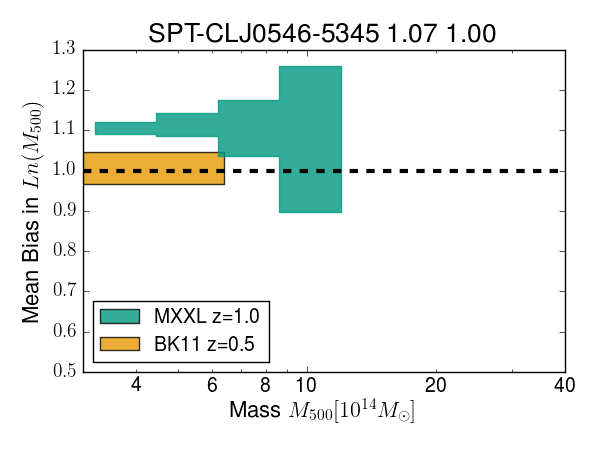 SPT-CLJ0546-5345 1.07 1.00
Mean Bias in Ln(M500)
1.3
1.2
1.1
1.0
0.9
0.8
0.7
0.6
0.5
MXXL z=1.0
BK11 z=0.5
4 6 8 10 20 40
Mass M500[10^14 M⊙]